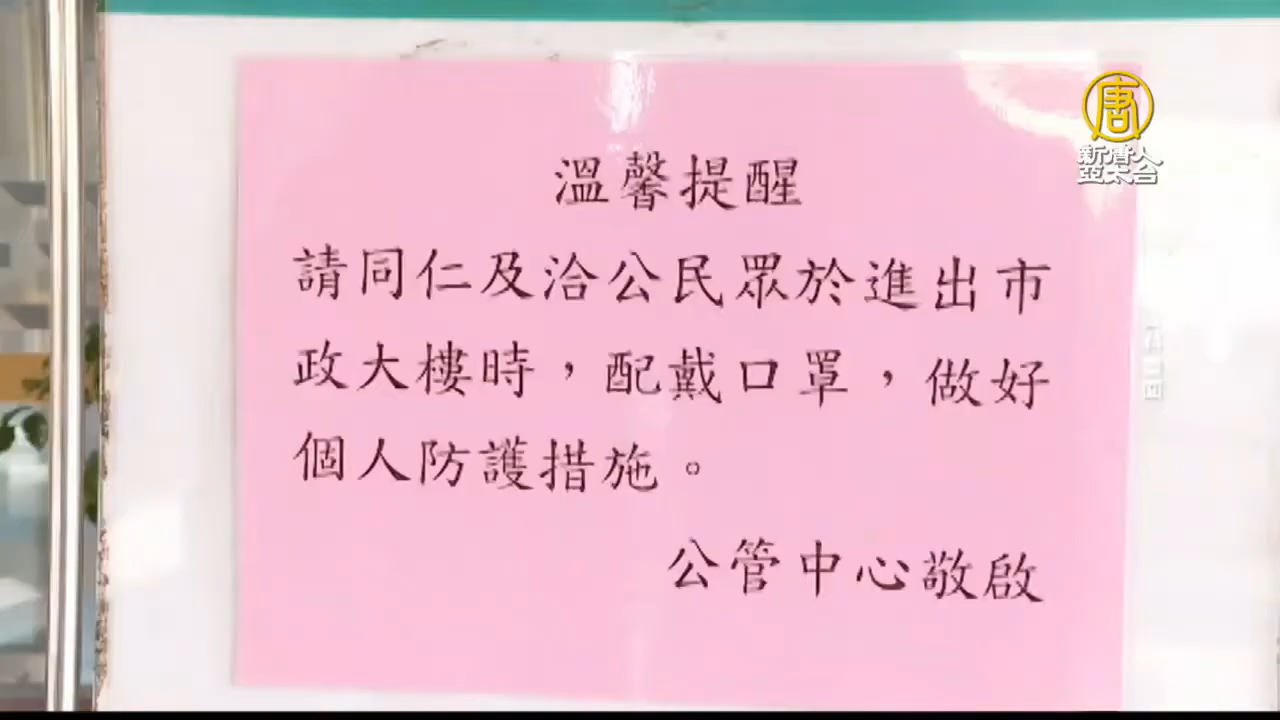 溫馨提醒
請同仁及洽公民眾於進出市
政大樓時，配戴口罩，做好
個人防護措施。
公管中心敬啟
唐
新唐人
亞太台